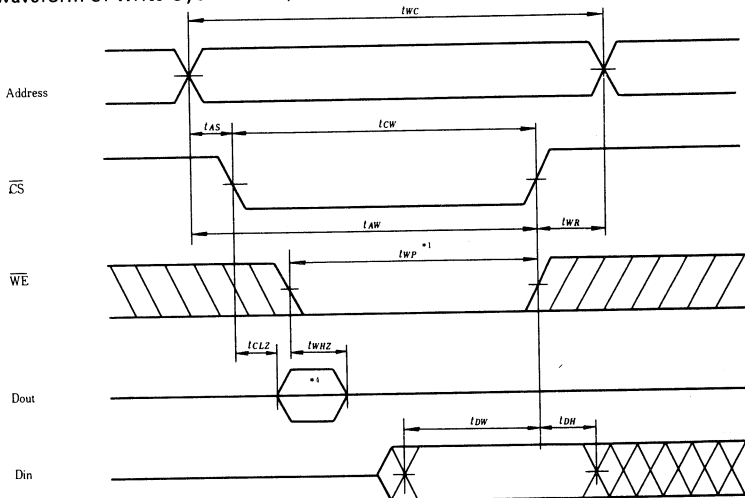 tWC
Address
tAS
tCW
CS
tAW
tWR
tWP *1
WE
tCLZ
tWHZ
*4
Dout
tDW
tDH
Din